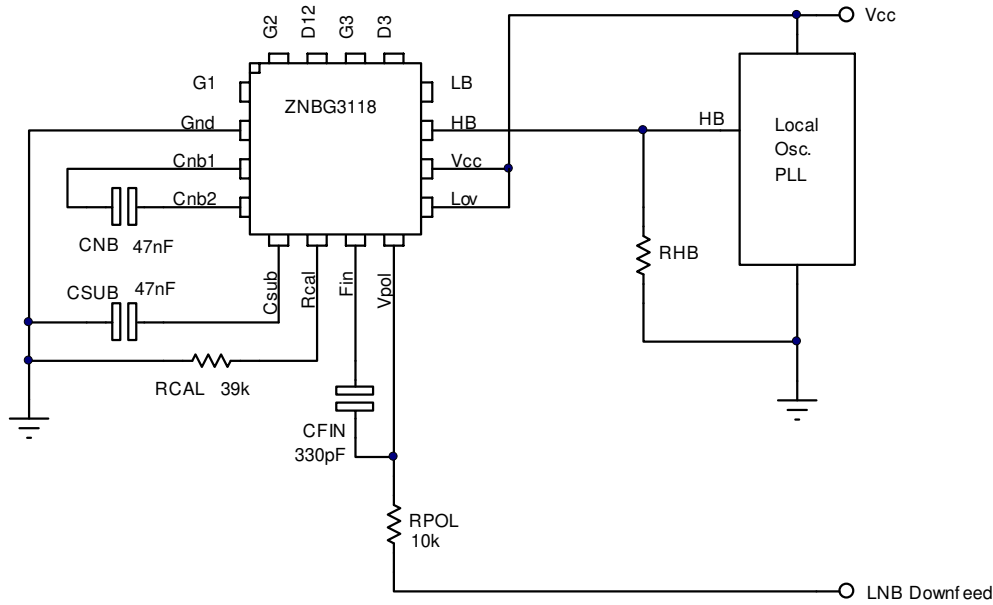 G2
D12
G3
D3
Vcc
G1
LB
ZNBG3118
Gnd
HB
HB
Local
Osc.
PLL
Cnb1
Vcc
Cnb2
Lov
CNB 47nF
RHB
CSUB 47nF
Csub
Rcal
Fin
Vpol
RCAL 39k
CFIN
330pF
RPOL
10k
LNB Downfeed